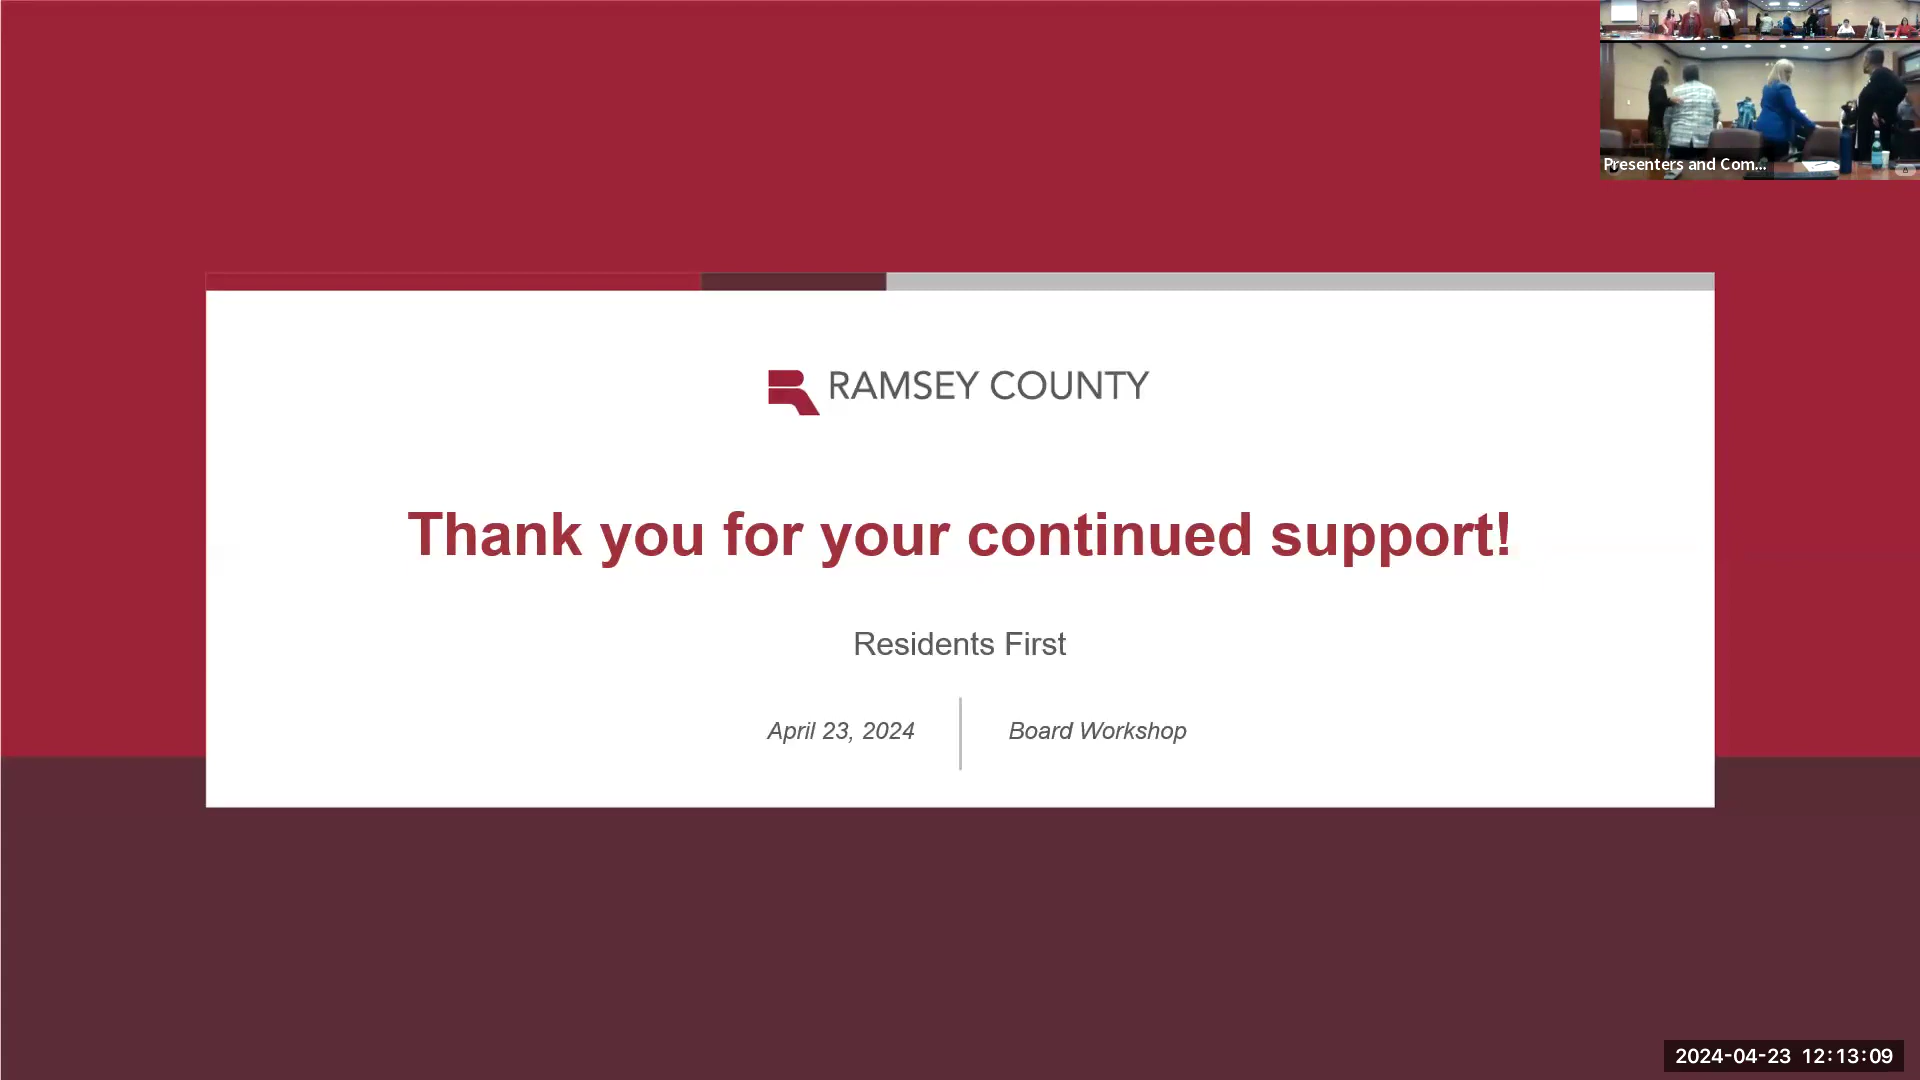 Presenters and Com...
RAMSEY COUNTY
Thank you for your continued support!
Residents First
April 23, 2024
Board Workshop
2024-04-23 12:13:09